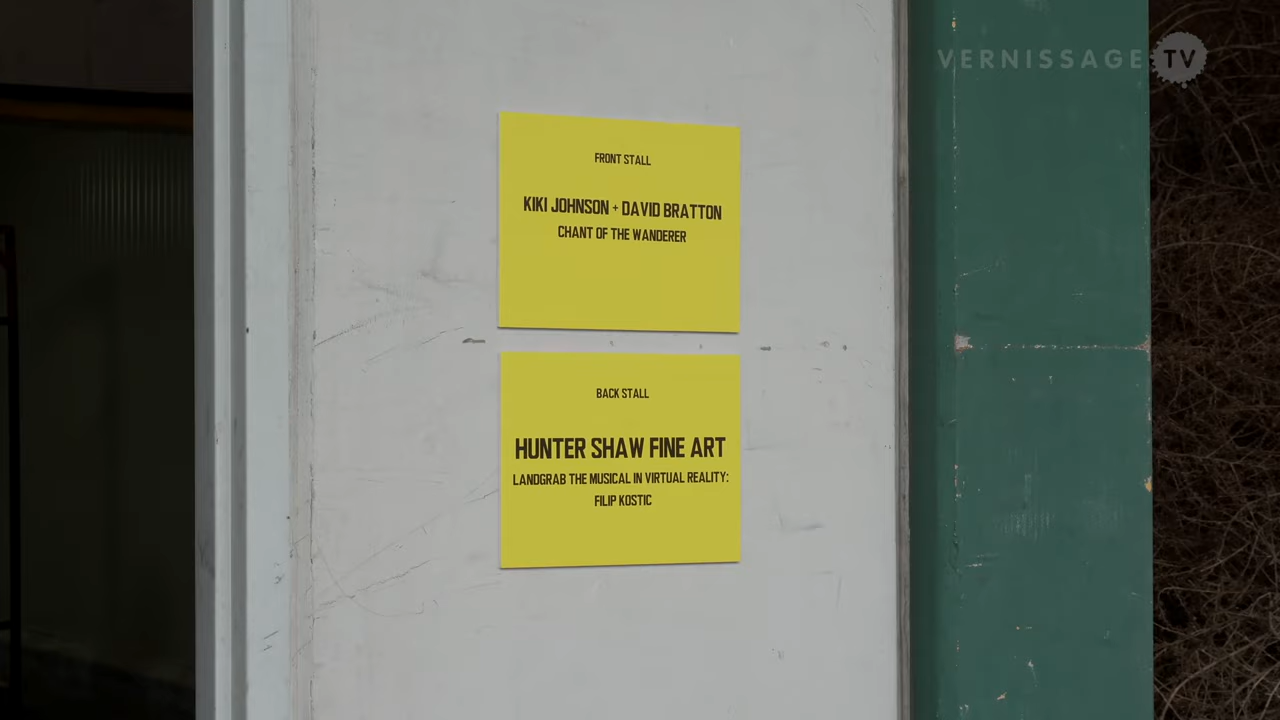 VERNISSAGE TV
FRONT STALL
KIKI JOHNSON + DAVID BRATTON
CHANT OF THE WANDERER
BACK STALL
HUNTER SHAW FINE ART
LANDGRAB THE MUSICAL IN VIRTUAL REALITY:
FILIP KOSTIC